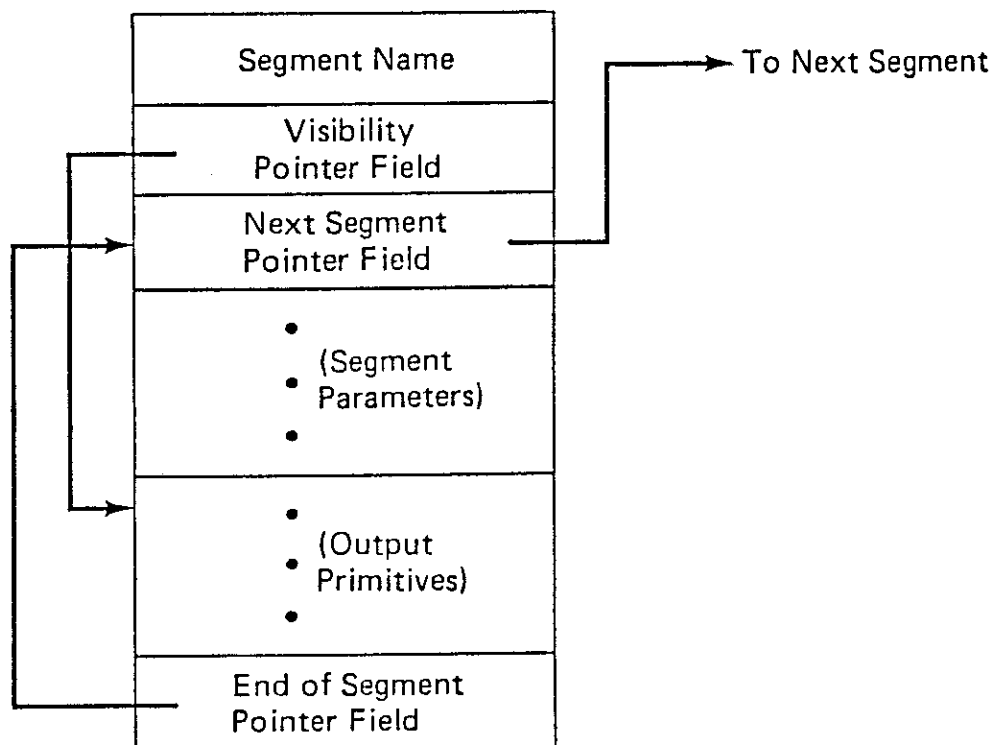 Segment Name
To Next Segment
Visibility
Pointer Field
Next Segment
Pointer Field
(Segment
Parameters)
(Output
Primitives)
End of Segment
Pointer Field